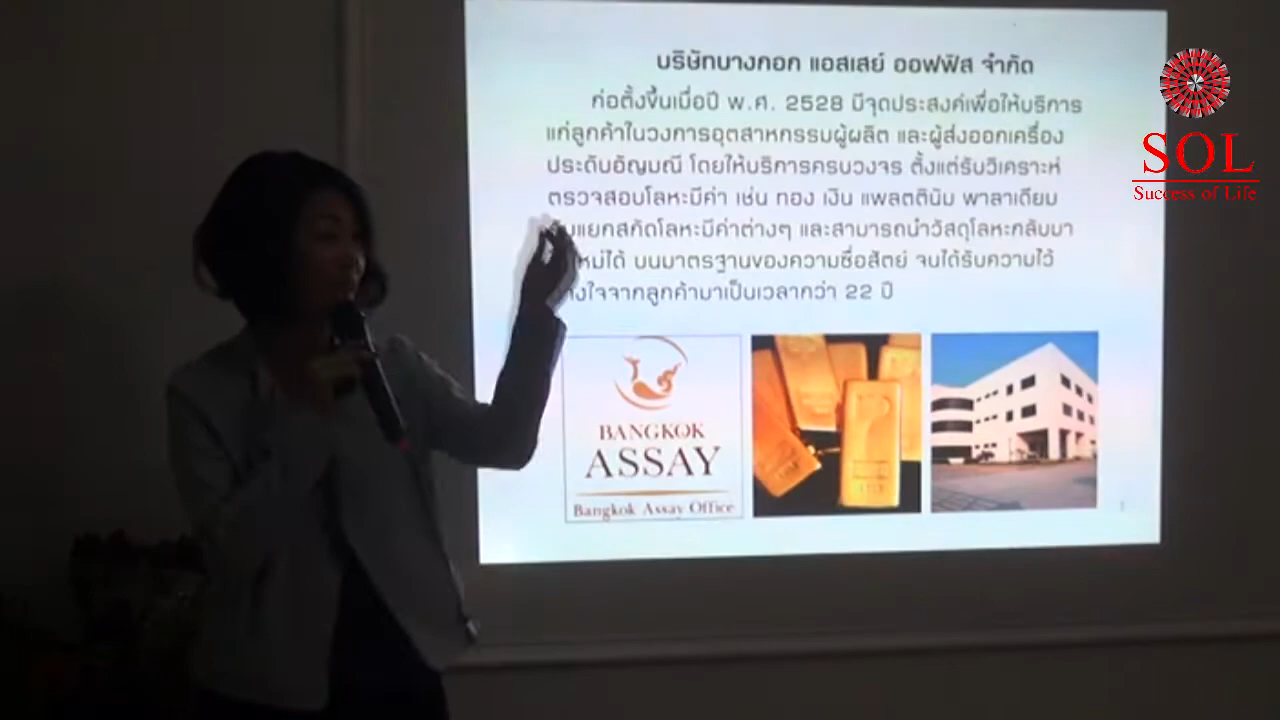 บริษัทบางกอก แอสเสย์ ออฟฟิส จำกัด
ก่อตั้งขึ้นเมื่อปี พ.ศ. 2528 มีจุดประสงค์เพื่อให้บริการ
แก่ลูกค้าในวงการอุตสาหกรรมผู้ผลิต และผู้ส่งออกเครื่อง
ประดับอัญมณี โดยให้บริการครบวงจร ตั้งแต่รับวิเคราะห์
ตรวจสอบโลหะมีค่า เช่น ทอง เงิน แพลตตินัม พาลาเดียม
แยกสกัดโลหะมีค่าต่างๆ และสามารถนำวัสดุโลหะกลับมา
ได้ บนมาตรฐานของความซื่อสัตย์ จนได้รับความไว้
จากลูกค้ามาเป็นเวลากว่า 22 ปี
BANGKOK
ASSAY
Bangkok Assay Office
SOL
Success of Life